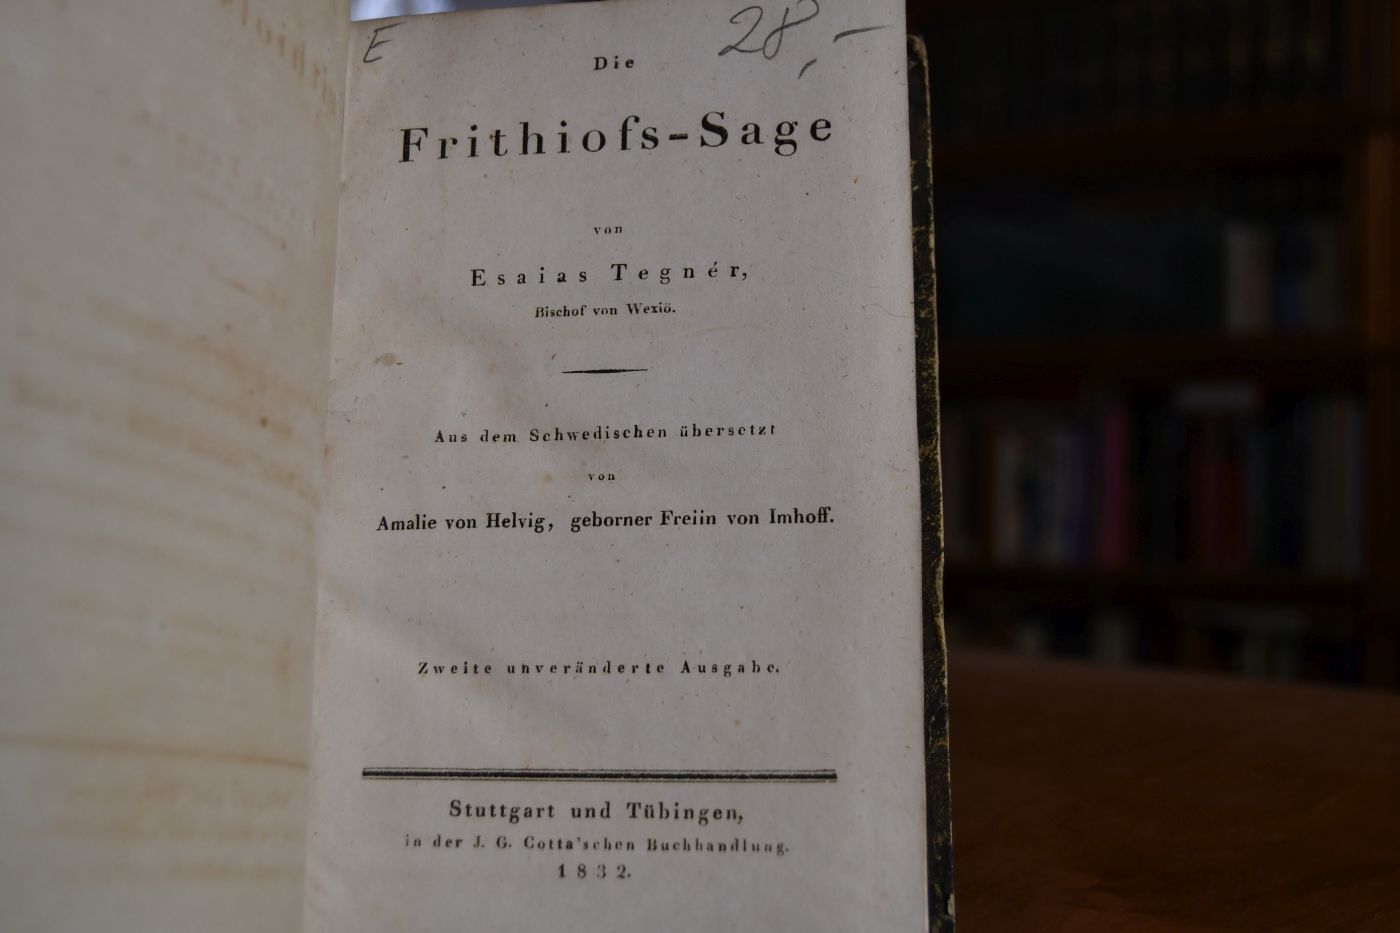 E
28,-
Die
Frithiofs-Sage
von
Esaias Tegnér,
Bischof von Wexiö.
Aus dem Schwedischen übersetzt
von
Amalie von Helvig, geborner Freiin von Imhoff.
Zweite unveränderte Ausgabe.
Stuttgart und Tübingen,
in der J. G. Cotta'schen Buchhandlung.
1832.